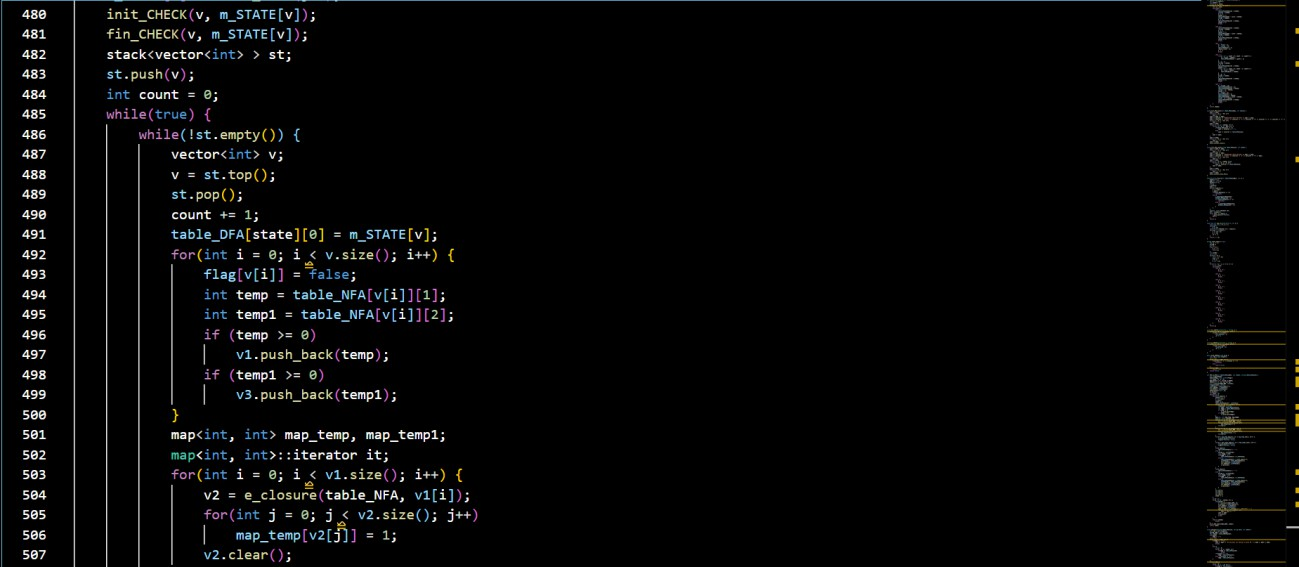 480 init_CHECK(v, m_STATE[v]);
481 fin_CHECK(v, m_STATE[v]);
482 stack<vector<int> > st;
483 st.push(v);
484 int count = 0;
485 while(true) {
486 while(!st.empty()) {
487 vector<int> v;
488 v = st.top();
489 st.pop();
490 count += 1;
491 table_DFA[state][0] = m_STATE[v];
492 for(int i = 0; i < v.size(); i++) {
493 flag[v[i]] = false;
494 int temp = table_NFA[v[i]][1];
495 int temp1 = table_NFA[v[i]][2];
496 if (temp >= 0)
497 v1.push_back(temp);
498 if (temp1 >= 0)
499 v3.push_back(temp1);
500 }
501 map<int, int> map_temp, map_temp1;
502 map<int, int>::iterator it;
503 for(int i = 0; i < v1.size(); i++) {
504 v2 = e_closure(table_NFA, v1[i]);
505 for(int j = 0; j < v2.size(); j++)
506 map_temp[v2[j]] = 1;
507 v2.clear();